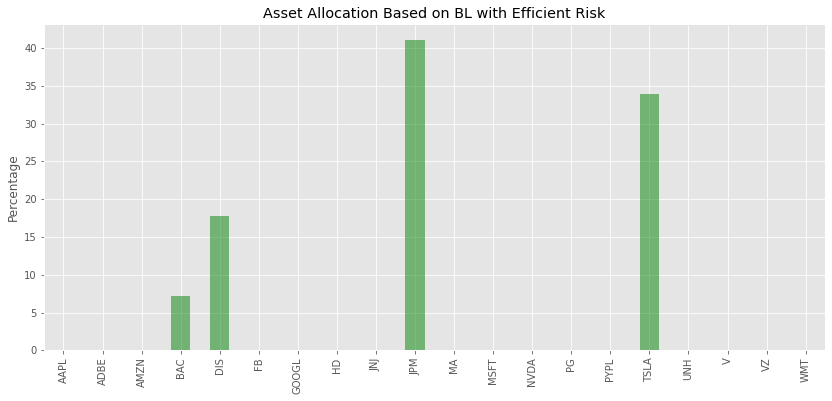 Asset Allocation Based on BL with Efficient Risk
Percentage
40
35
30
25
20
15
10
5
0
AAPL
ADBE
AMZN
BAC
DIS
FB
GOOGL
HD
JNJ
JPM
MA
MSFT
NVDA
PG
PYPL
TSLA
UNH
V
VZ
WMT